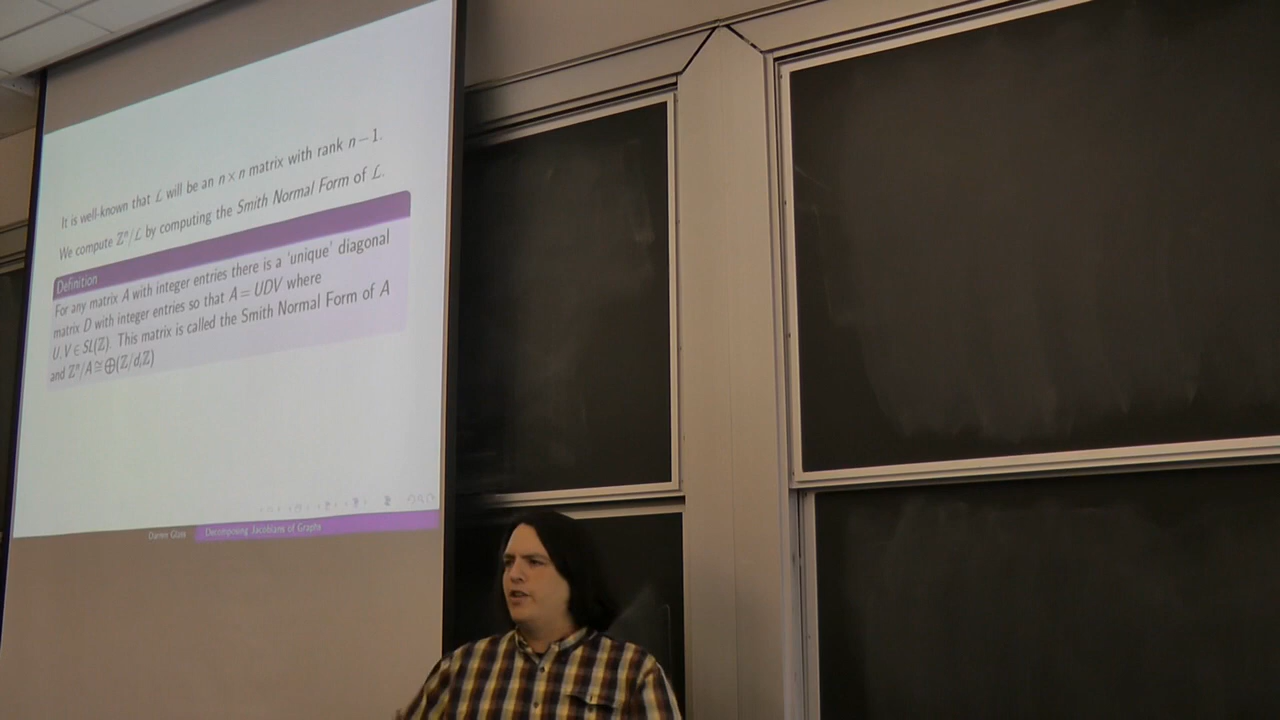 It is well-known that ℒ will be an n × n matrix with rank n − 1.
We compute ℤⁿ/ℒ by computing the Smith Normal Form of ℒ.
Definition
For any matrix A with integer entries there is a 'unique' diagonal
matrix D with integer entries so that A = UDV where
U, V ∈ SL(ℤ). This matrix is called the Smith Normal Form of A
and ℤⁿ/A ≅ ⊕(ℤ/dᵢℤ)
Darren Glass Decomposing Jacobians of Graphs